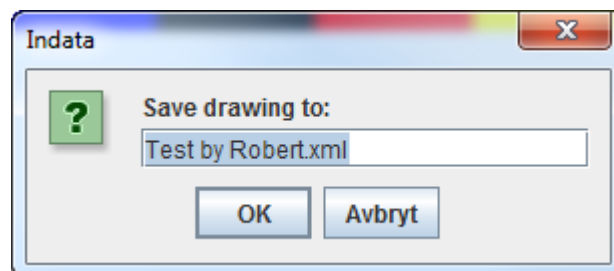 Indata
Save drawing to:
Test by Robert.xml
OK
Avbryt